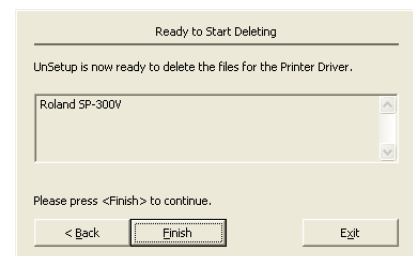 Ready to Start Deleting
UnSetup is now ready to delete the files for the Printer Driver.
Roland SP-300V
Please press <Finish> to continue.
< Back
Finish
Exit